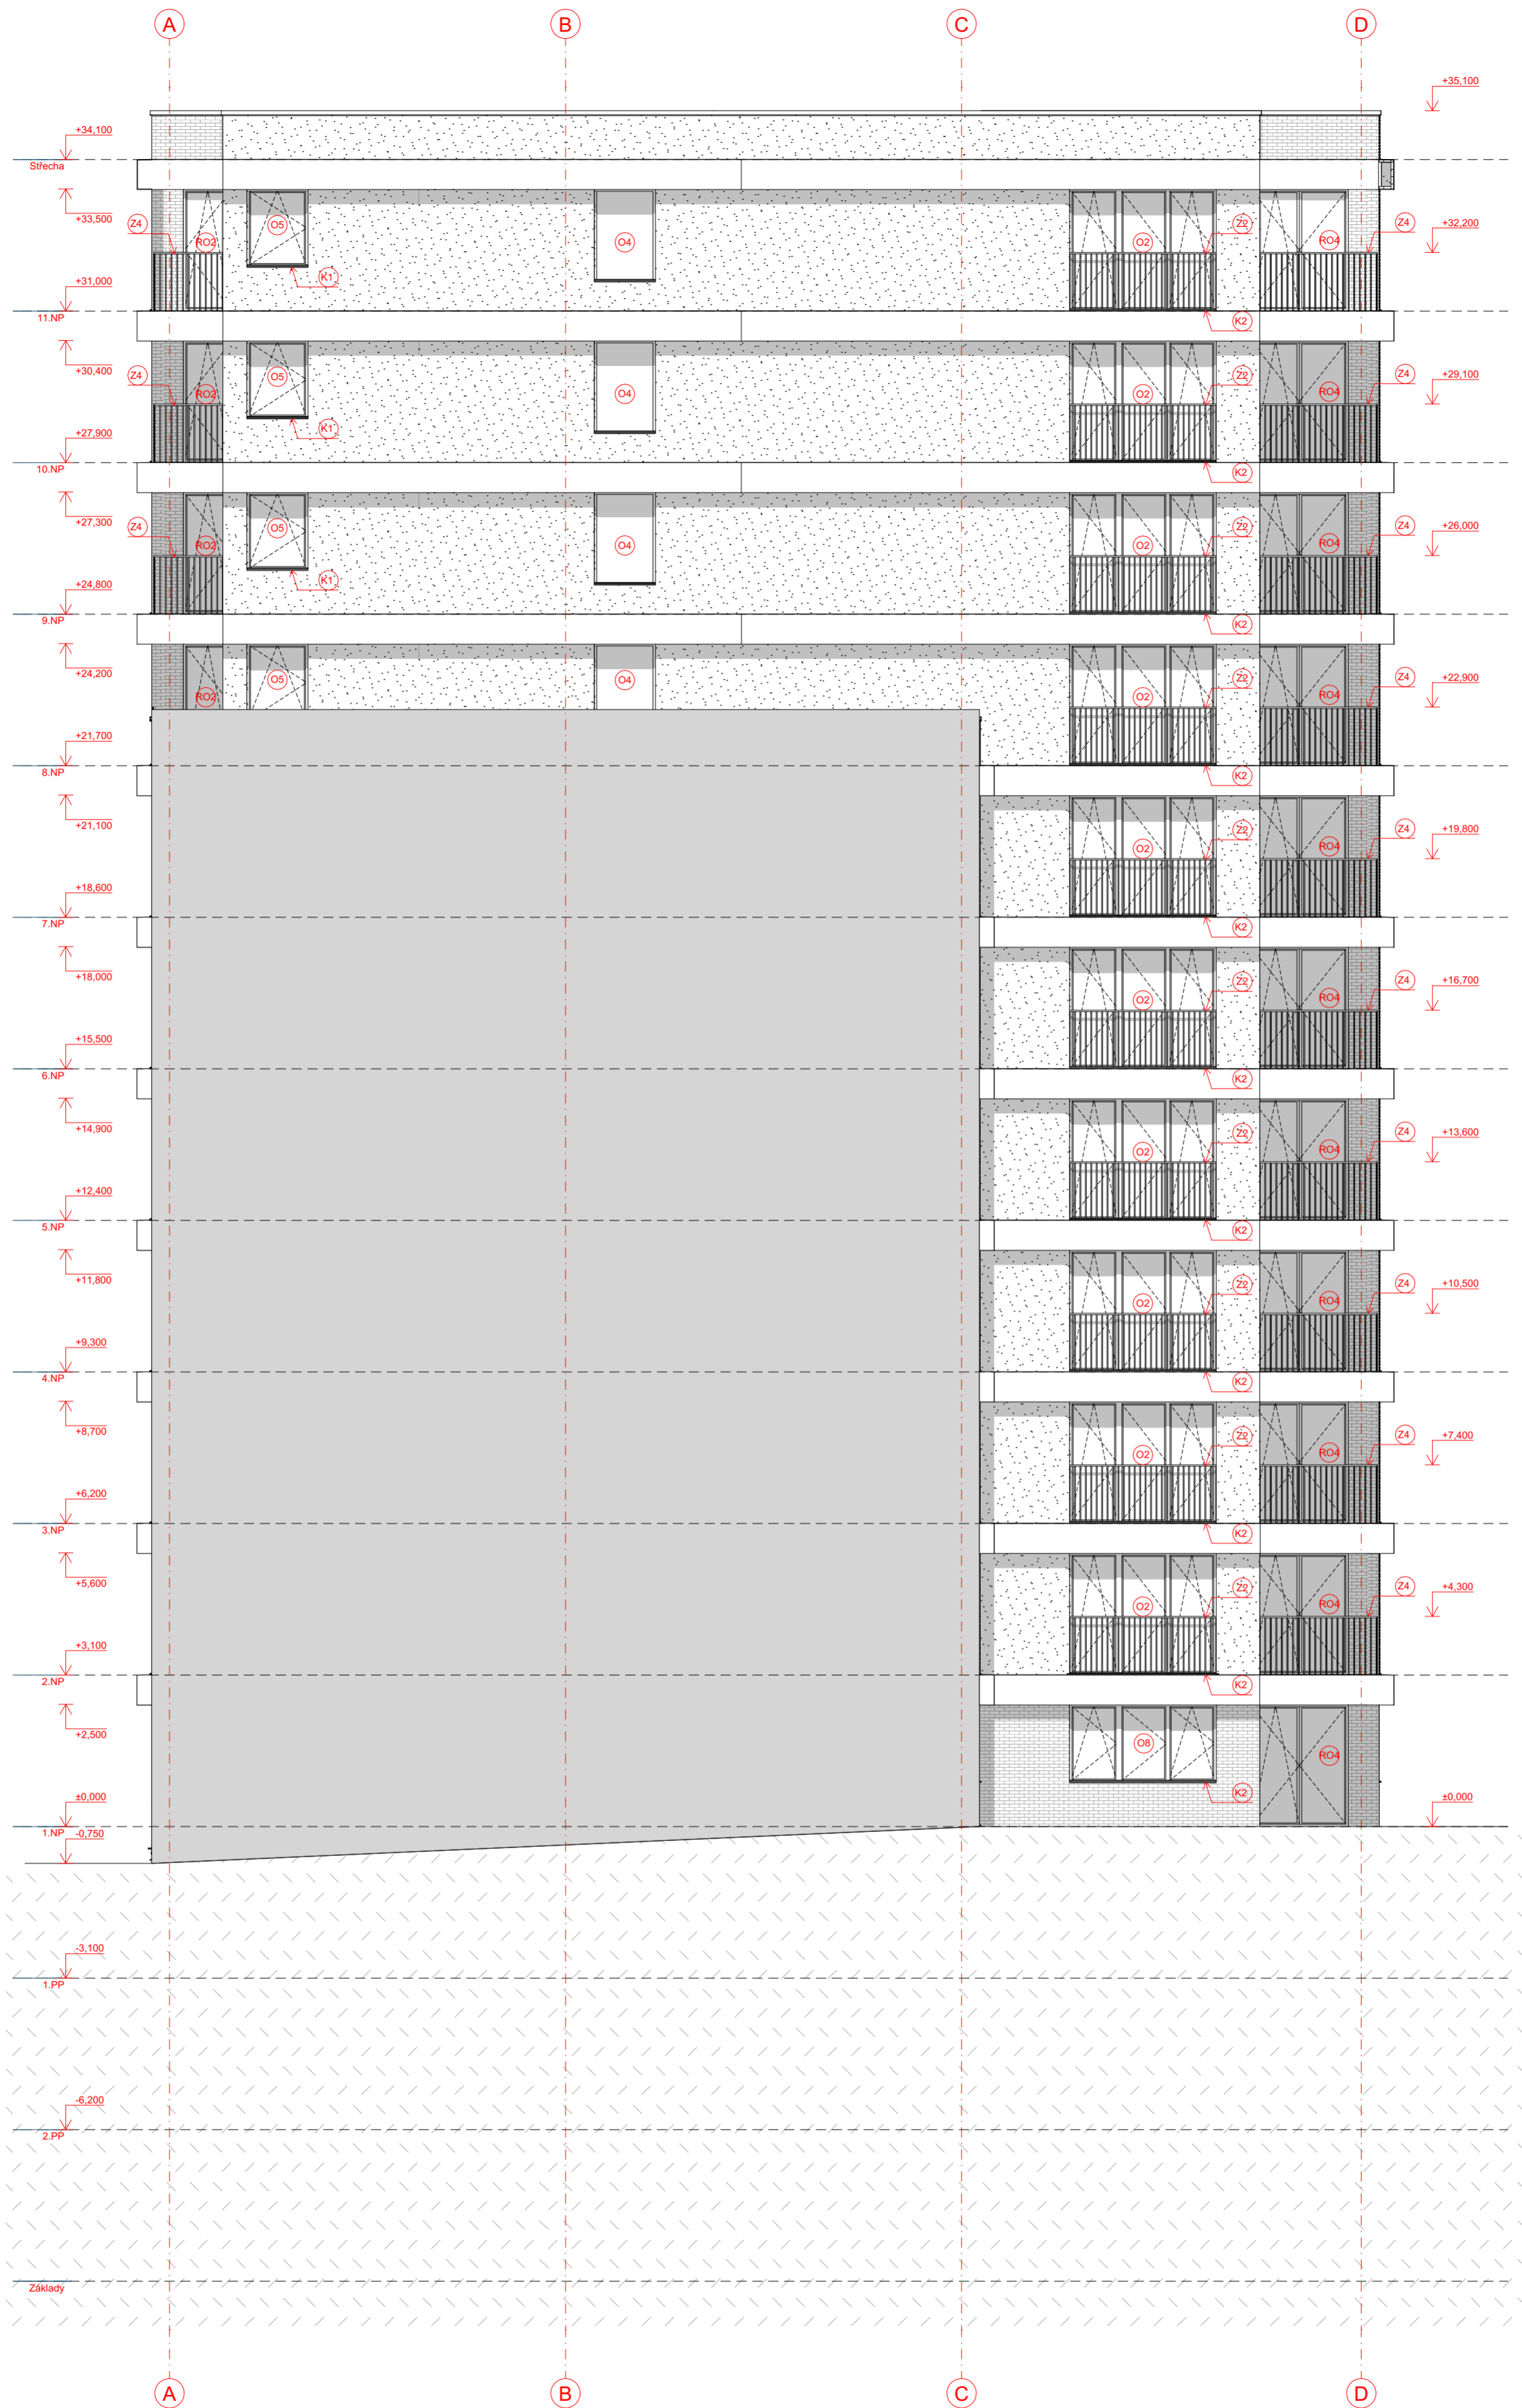 A B C D
+35,100
+34,100
Střecha
+33,500
Z4 RO2 O5 O4 O2 Z2 RO4 Z4 +32,200
K1
+31,000
11.NP K2
+30,400
Z4 RO2 O5 O4 O2 Z2 RO4 Z4 +29,100
K1
+27,900
10.NP K2
+27,300
Z4 RO2 O5 O4 O2 Z2 RO4 Z4 +26,000
K1
+24,800
9.NP K2
+24,200
RO2 O5 O4 O2 Z2 RO4 Z4 +22,900
+21,700
8.NP K2
+21,100
O2 Z2 RO4 Z4 +19,800
+18,600
7.NP K2
+18,000
O2 Z2 RO4 Z4 +16,700
+15,500
6.NP K2
+14,900
O2 Z2 RO4 Z4 +13,600
+12,400
5.NP K2
+11,800
O2 Z2 RO4 Z4 +10,500
+9,300
4.NP K2
+8,700
O2 Z2 RO4 Z4 +7,400
+6,200
3.NP K2
+5,600
O2 Z2 RO4 Z4 +4,300
+3,100
2.NP K2
+2,500
O8 RO4
K2
±0,000 ±0,000
1.NP -0,750
-3,100
1.PP
-6,200
2.PP
Základy
A B C D